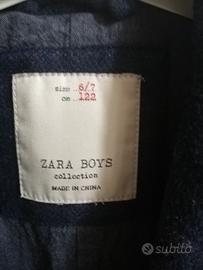 size 6/7
cm 122
ZARA BOYS
collection
MADE IN CHINA
subito